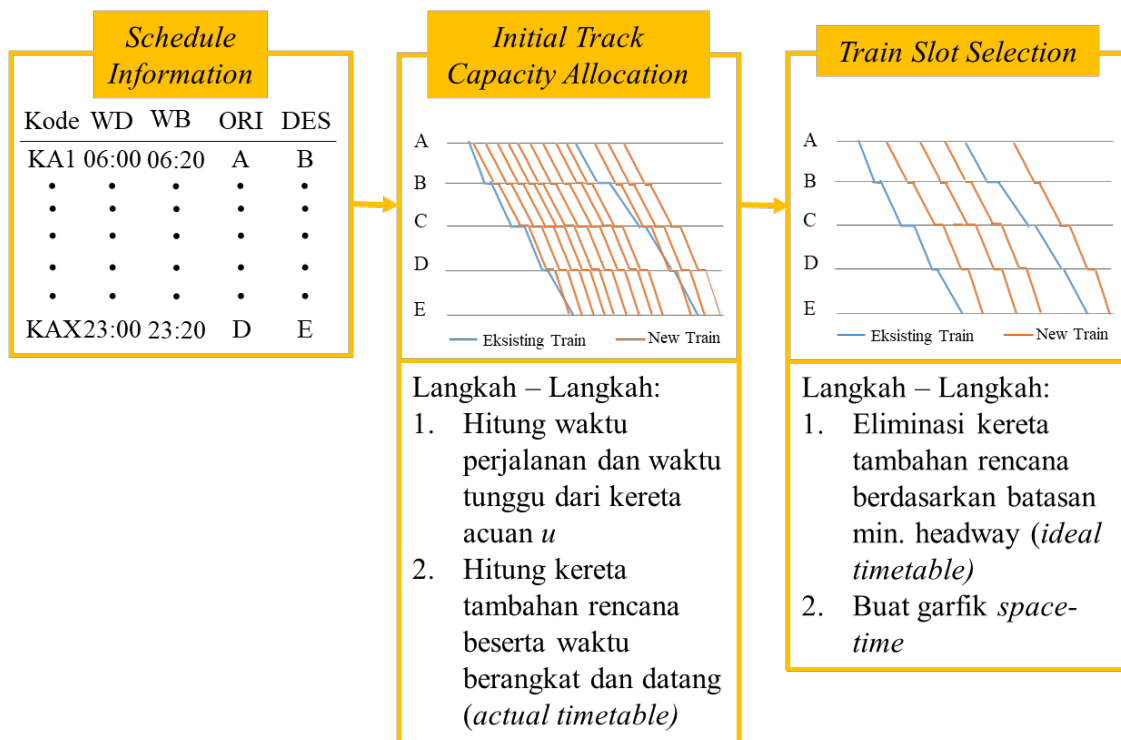 Schedule
Information
Kode WD WB ORI DES
KA1 06:00 06:20 A B
• • • • •
• • • • •
• • • • •
• • • • •
• • • • •
KAX 23:00 23:20 D E
Initial Track
Capacity Allocation
A
B
C
D
E
Eksisting Train New Train
Langkah – Langkah:
1. Hitung waktu
perjalanan dan waktu
tunggu dari kereta
acuan u
2. Hitung kereta
tambahan rencana
beserta waktu
berangkat dan datang
(actual timetable)
Train Slot Selection
A
B
C
D
E
Eksisting Train New Train
Langkah – Langkah:
1. Eliminasi kereta
tambahan rencana
berdasarkan batasan
min. headway (ideal
timetable)
2. Buat garfik space-
time